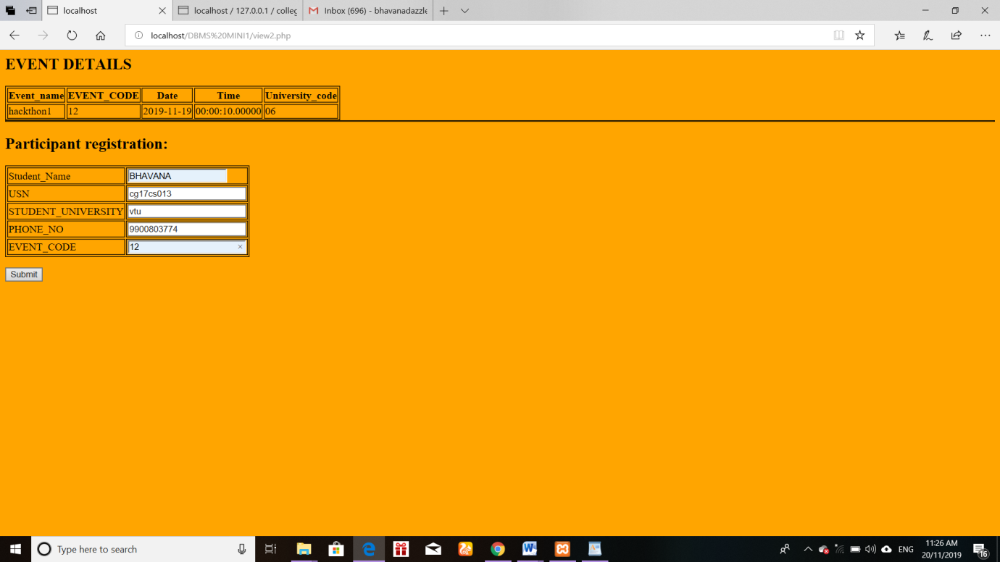 localhost
localhost / 127.0.0.1 / colleg
Inbox (696) - bhavanadazzle
localhost/DBMS%20MINI1/view2.php
EVENT DETAILS
Event_name EVENT_CODE Date Time University_code
hackthon1 12 2019-11-19 00:00:10.00000 06
Participant registration:
Student_Name BHAVANA
USN cg17cs013
STUDENT_UNIVERSITY vtu
PHONE_NO 9900803774
EVENT_CODE 12
Submit
Type here to search
ENG
11:26 AM
20/11/2019
16